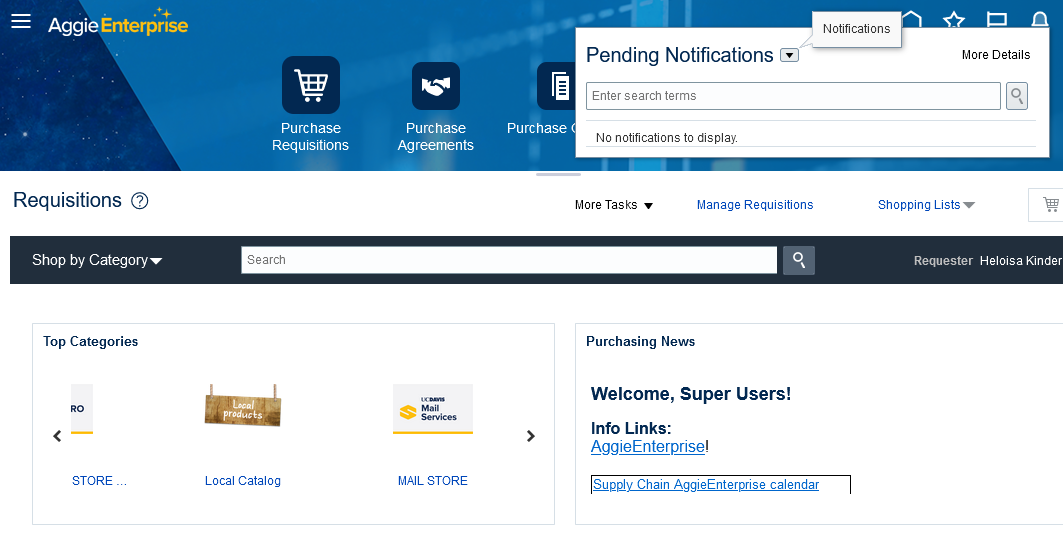 AggieEnterprise
Notifications
Pending Notifications
More Details
Enter search terms
No notifications to display.
Purchase
Requisitions
Purchase
Agreements
Purchase
Requisitions
More Tasks
Manage Requisitions
Shopping Lists
Shop by Category
Search
Requester Heloisa Kinder
Top Categories
RO
Local
products
UCDAVIS
Mail
Services
STORE ...
Local Catalog
MAIL STORE
Purchasing News
Welcome, Super Users!
Info Links:
AggieEnterprise!
Supply Chain AggieEnterprise calendar